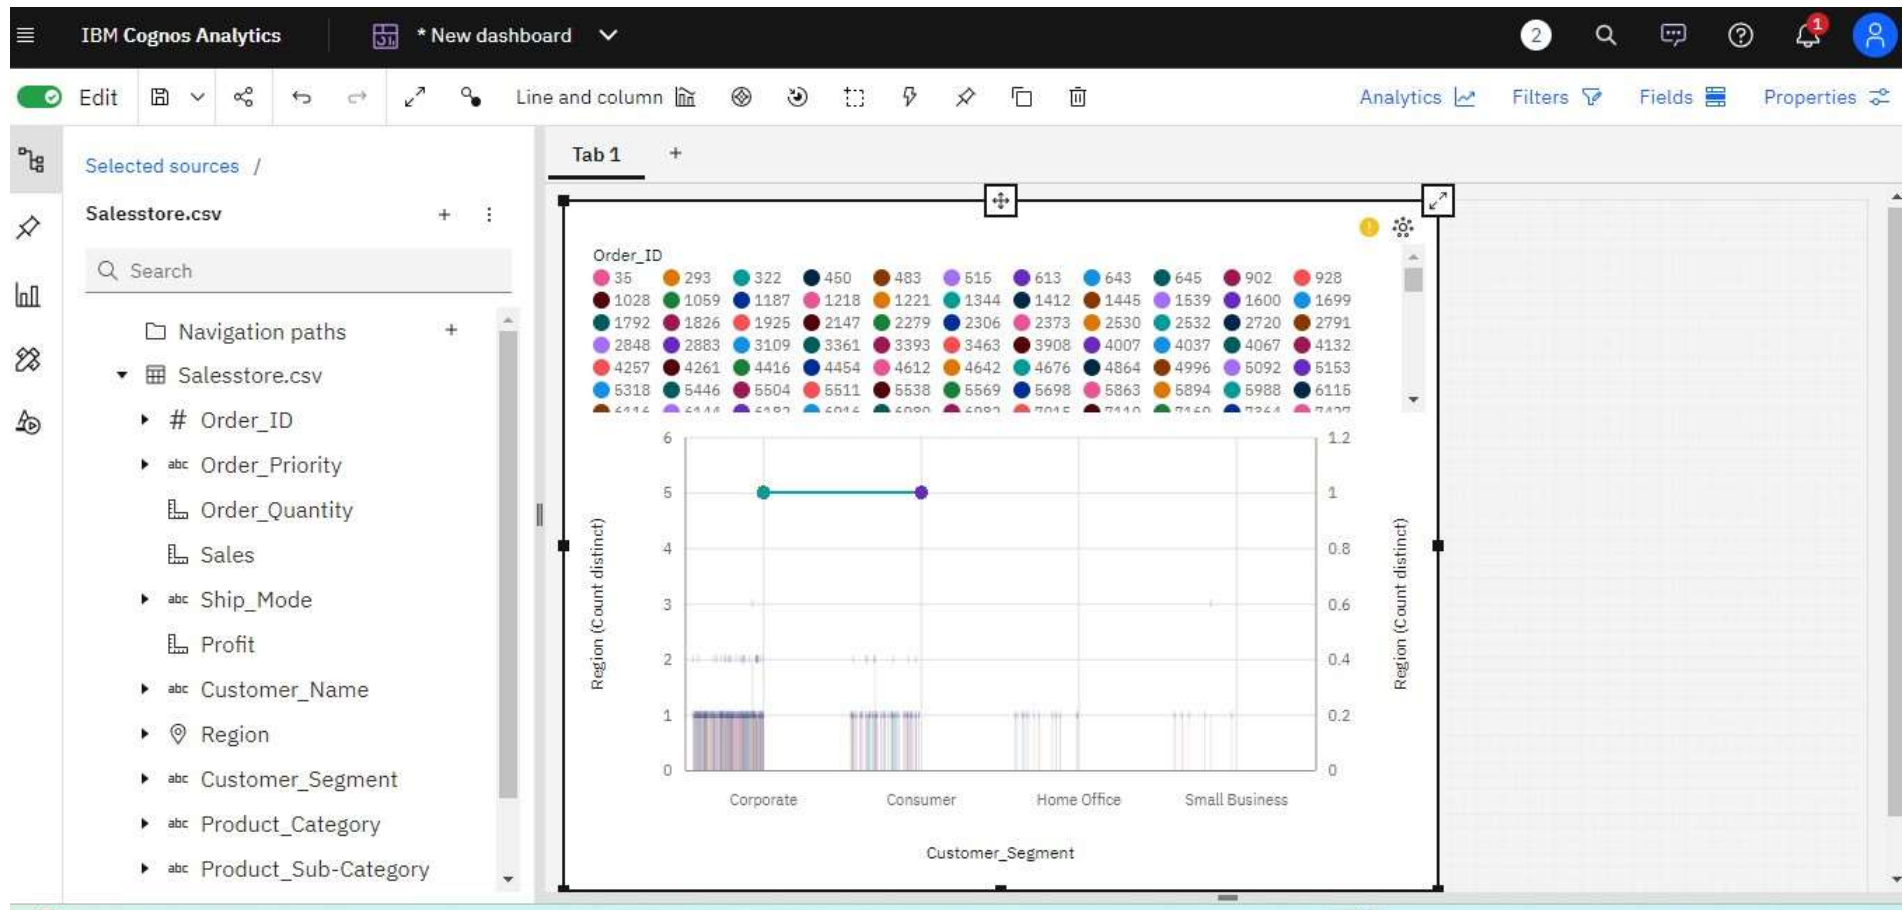 IBM Cognos Analytics * New dashboard 2 1
Edit Line and column Analytics Filters Fields Properties
Selected sources /
Tab 1 +
Salesstore.csv +
Search
Navigation paths +
Salesstore.csv
# Order_ID
abc Order_Priority
Order_Quantity
Sales
abc Ship_Mode
Profit
abc Customer_Name
Region
abc Customer_Segment
abc Product_Category
abc Product_Sub-Category
Order_ID
35 293 322 450 483 515 613 643 645 902 928
1028 1059 1187 1218 1221 1344 1412 1445 1539 1600 1699
1792 1826 1925 2147 2279 2306 2373 2530 2532 2720 2791
2848 2883 3109 3361 3393 3463 3908 4007 4037 4067 4132
4257 4261 4416 4454 4612 4642 4676 4864 4996 5092 5153
5318 5446 5504 5511 5538 5569 5698 5863 5894 5988 6115
6 1.2
5 1
4 0.8
3 0.6
2 0.4
1 0.2
0 0
Region (Count distinct)
Region (Count distinct)
Corporate Consumer Home Office Small Business
Customer_Segment